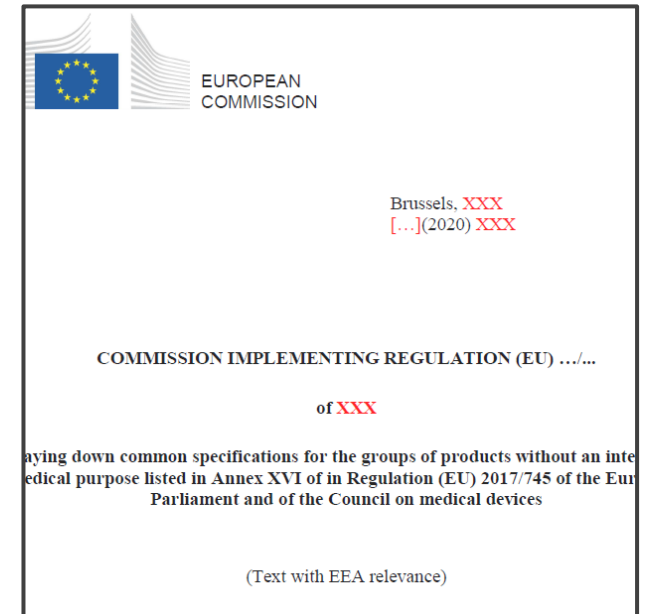 EUROPEAN
COMMISSION
Brussels, XXX
[…](2020) XXX
COMMISSION IMPLEMENTING REGULATION (EU) …/...
of XXX
aying down common specifications for the groups of products without an inte
edical purpose listed in Annex XVI of in Regulation (EU) 2017/745 of the Eur
Parliament and of the Council on medical devices
(Text with EEA relevance)